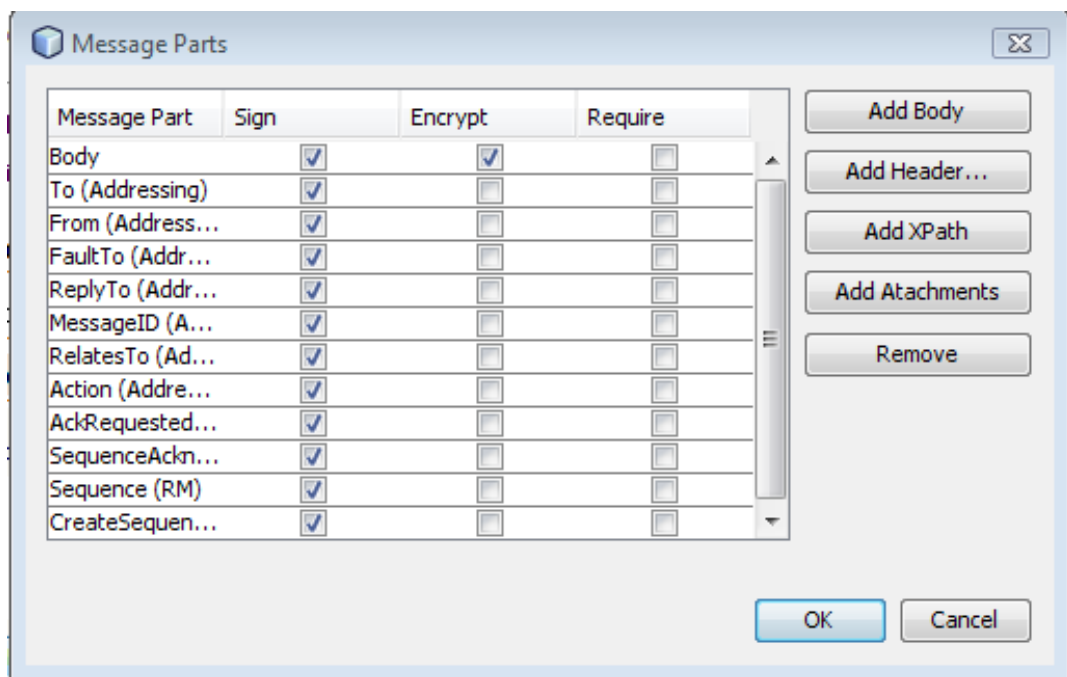 Message Parts
Message Part Sign Encrypt Require
Body
To (Addressing)
From (Address...
FaultTo (Addr...
ReplyTo (Addr...
MessageID (A...
RelatesTo (Ad...
Action (Addre...
AckRequested...
SequenceAckn...
Sequence (RM)
CreateSequen...
Add Body
Add Header...
Add XPath
Add Atachments
Remove
OK Cancel